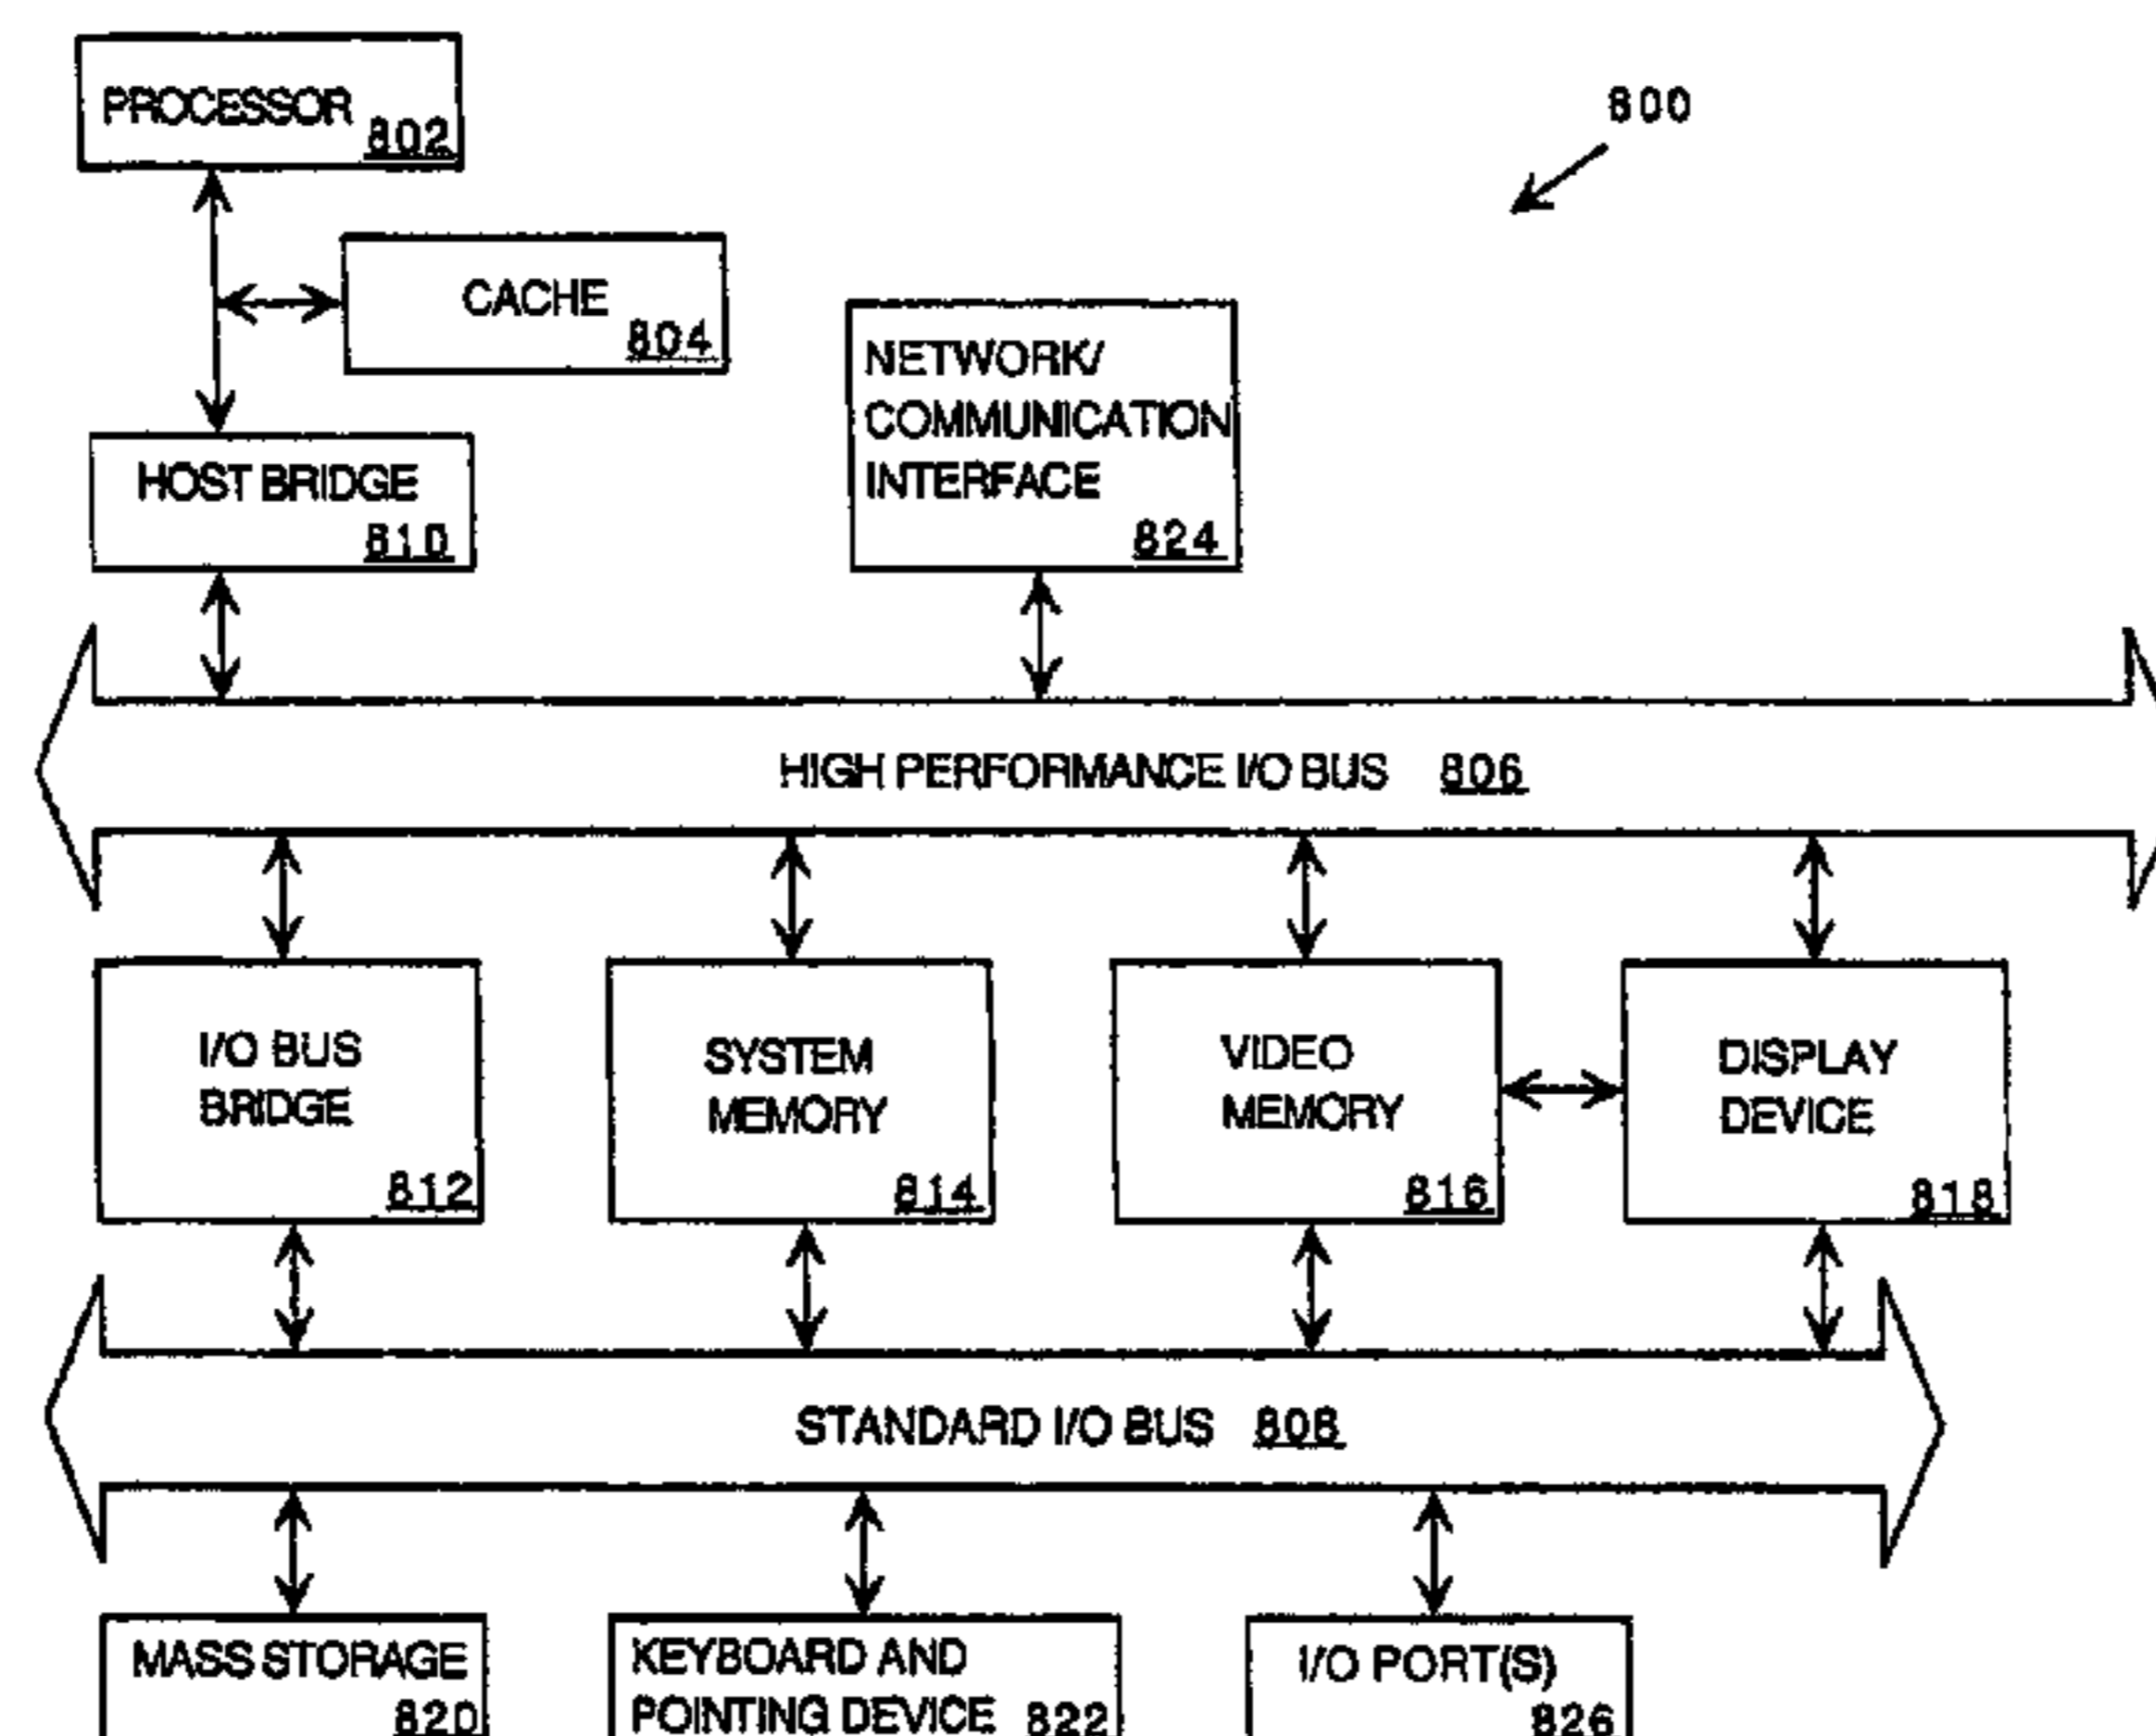 PROCESSOR
802
800
CACHE
804
NETWORK/
COMMUNICATION
INTERFACE
824
HOST BRIDGE
810
HIGH PERFORMANCE I/O BUS 806
I/O BUS
BRIDGE
812
SYSTEM
MEMORY
814
VIDEO
MEMORY
816
DISPLAY
DEVICE
818
STANDARD I/O BUS 808
MASS STORAGE
820
KEYBOARD AND
POINTING DEVICE 822
I/O PORT(S)
826